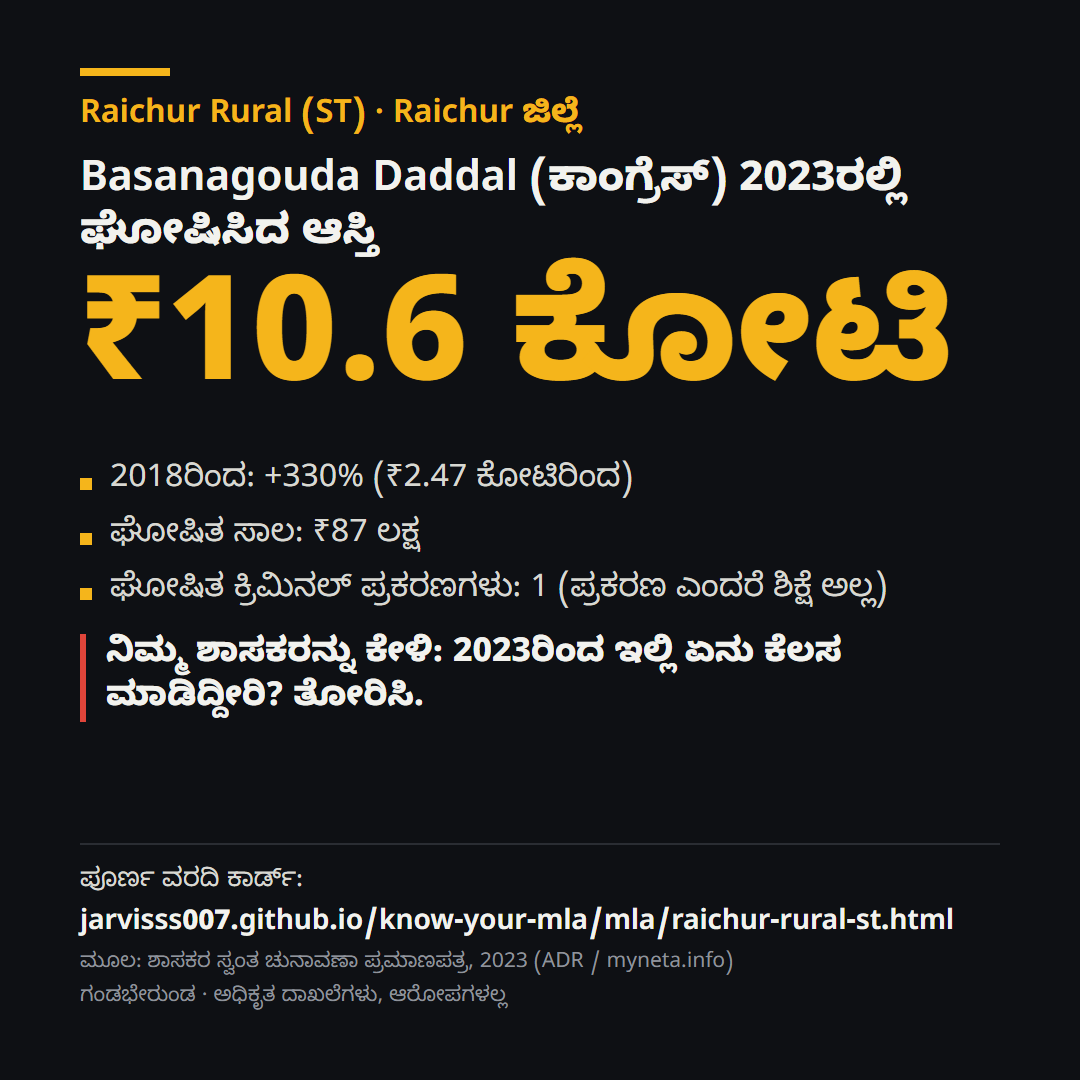 Raichur Rural (ST) · Raichur ಜಿಲ್ಲೆ
Basanagouda Daddal (ಕಾಂಗ್ರೆಸ್) 2023ರಲ್ಲಿ
ಘೋಷಿಸಿದ ಆಸ್ತಿ
₹10.6 ಕೋಟಿ
2018ರಿಂದ: +330% (₹2.47 ಕೋಟಿರಿಂದ)
ಘೋಷಿತ ಸಾಲ: ₹87 ಲಕ್ಷ
ಘೋಷಿತ ಕ್ರಿಮಿನಲ್ ಪ್ರಕರಣಗಳು: 1 (ಪ್ರಕರಣ ಎಂದರೆ ಶಿಕ್ಷೆ ಅಲ್ಲ)
ನಿಮ್ಮ ಶಾಸಕರನ್ನು ಕೇಳಿ: 2023ರಿಂದ ಇಲ್ಲಿ ಏನು ಕೆಲಸ
ಮಾಡಿದ್ದೀರಿ? ತೋರಿಸಿ.
ಪೂರ್ಣ ವರದಿ ಕಾರ್ಡ್:
jarvisss007.github.io/know-your-mla/mla/raichur-rural-st.html
ಮೂಲ: ಶಾಸಕರ ಸ್ವಂತ ಚುನಾವಣಾ ಪ್ರಮಾಣಪತ್ರ, 2023 (ADR / myneta.info)
ಗಂಡಭೇರುಂಡ · ಅಧಿಕೃತ ದಾಖಲೆಗಳು, ಆರೋಪಗಳಲ್ಲ